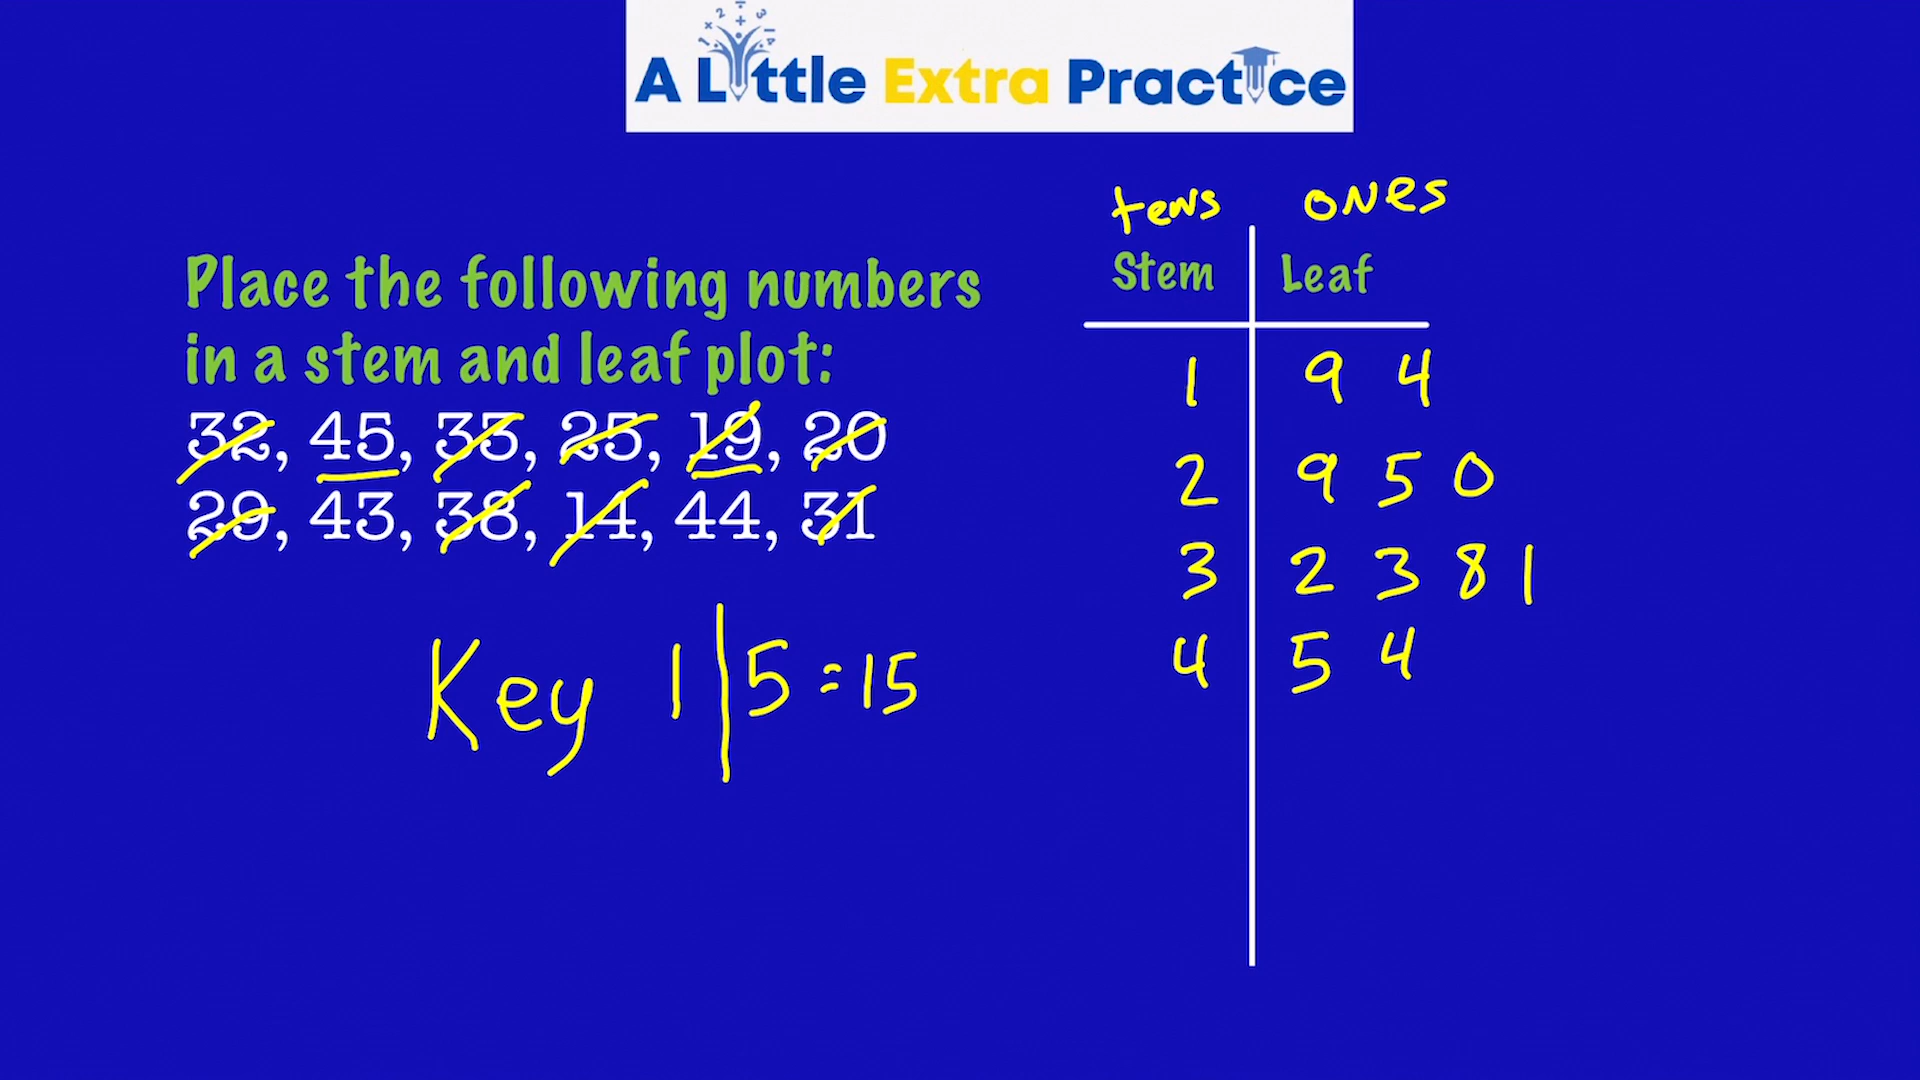 A Little Extra Practice
Place the following numbers
in a stem and leaf plot:
32, 45, 33, 25, 19, 20
29, 43, 38, 14, 44, 31
Key 1|5=15
tens ones
Stem Leaf
1 9 4
2 9 5 0
3 2 3 8 1
4 5 4